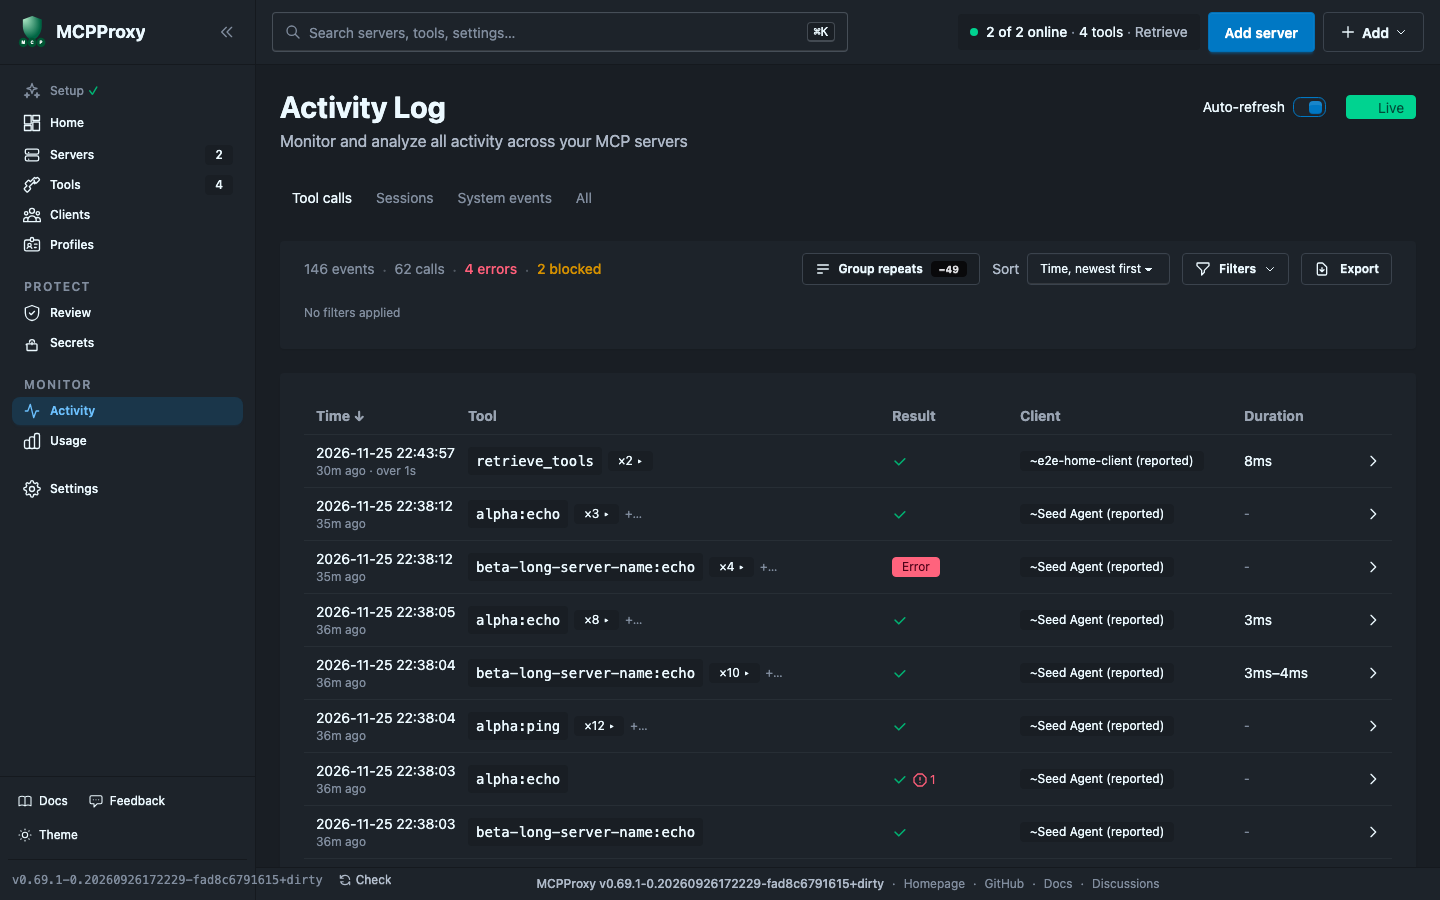 MCP
MCPProxy
Search servers, tools, settings...
⌘K
2 of 2 online · 4 tools · Retrieve
Add server
Add
Setup
Home
Servers 2
Tools 4
Clients
Profiles
PROTECT
Review
Secrets
MONITOR
Activity
Usage
Settings
Docs
Feedback
Theme
v0.69.1-0.20260926172229-fad8c6791615+dirty
Check
Activity Log
Monitor and analyze all activity across your MCP servers
Auto-refresh
Live
Tool calls
Sessions
System events
All
146 events · 62 calls · 4 errors · 2 blocked
Group repeats −49
Sort
Time, newest first
Filters
Export
No filters applied
Time Tool Result Client Duration
2026-11-25 22:43:57 retrieve_tools ×2 ~e2e-home-client (reported) 8ms
30m ago · over 1s
2026-11-25 22:38:12 alpha:echo ×3 +... ~Seed Agent (reported) -
35m ago
2026-11-25 22:38:12 beta-long-server-name:echo ×4 +... Error ~Seed Agent (reported) -
35m ago
2026-11-25 22:38:05 alpha:echo ×8 +... ~Seed Agent (reported) 3ms
36m ago
2026-11-25 22:38:04 beta-long-server-name:echo ×10 +... ~Seed Agent (reported) 3ms–4ms
36m ago
2026-11-25 22:38:04 alpha:ping ×12 +... ~Seed Agent (reported) -
36m ago
2026-11-25 22:38:03 alpha:echo 1 ~Seed Agent (reported) -
36m ago
2026-11-25 22:38:03 beta-long-server-name:echo ~Seed Agent (reported) -
36m ago
MCPProxy v0.69.1-0.20260926172229-fad8c6791615+dirty · Homepage · GitHub · Docs · Discussions